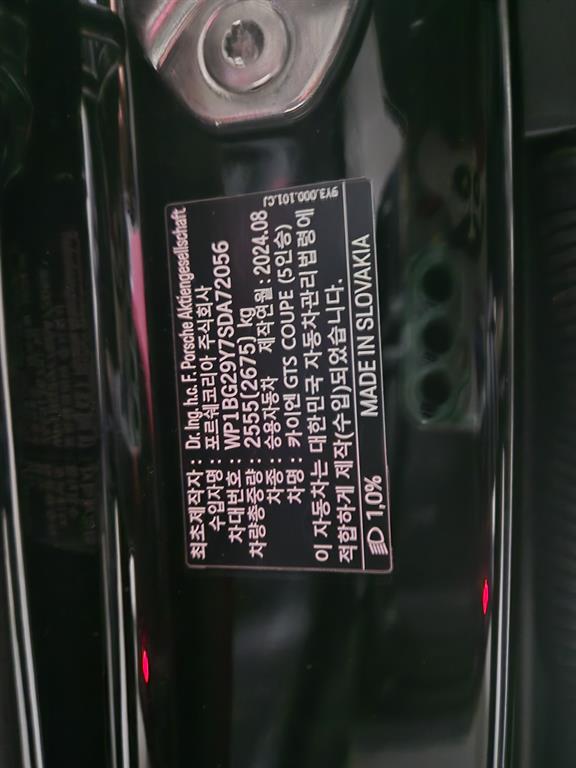 9Y3.000.101.CJ
최초제작자 : Dr. Ing. h.c. F. Porsche Aktiengesellschaft
수입자명 : 포르쉐코리아 주식회사
차대번호 : WP1BG29Y7SDA72056
차량총중량 : 2555(2675) kg
차종 : 승용자동차 제작연월 : 2024.08
차명 : 카이엔 GTS COUPE (5인승)
이 자동차는 대한민국 자동차관리법령에
적합하게 제작(수입)되었습니다.
1,0% MADE IN SLOVAKIA